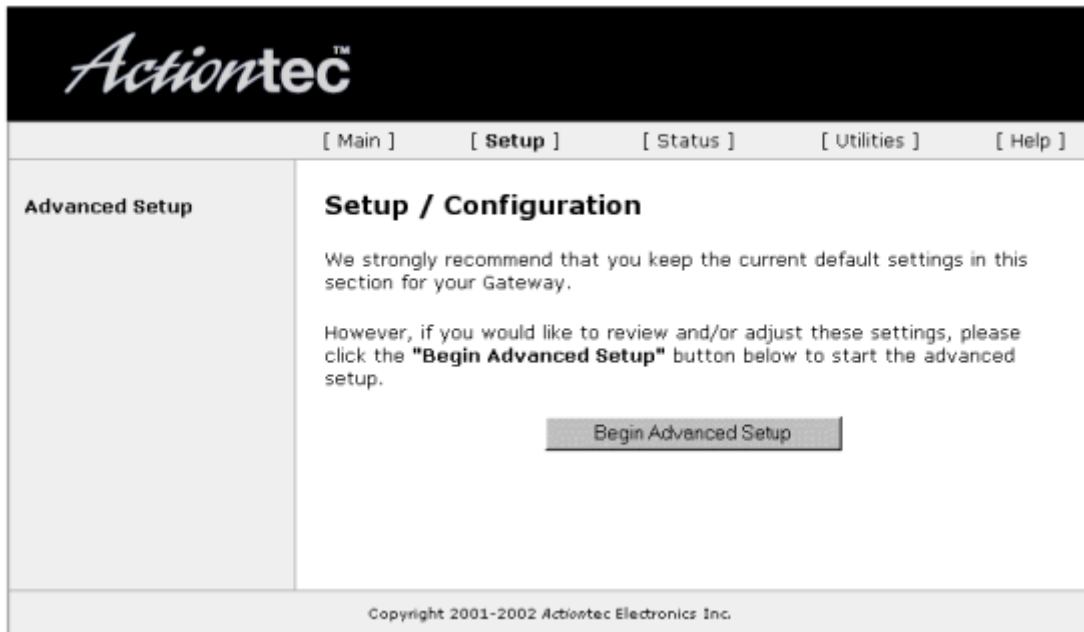 Actiontec™
[ Main ] [ Setup ] [ Status ] [ Utilities ] [ Help ]
Advanced Setup
Setup / Configuration
We strongly recommend that you keep the current default settings in this
section for your Gateway.
However, if you would like to review and/or adjust these settings, please
click the "Begin Advanced Setup" button below to start the advanced
setup.
Begin Advanced Setup
Copyright 2001-2002 Actiontec Electronics Inc.